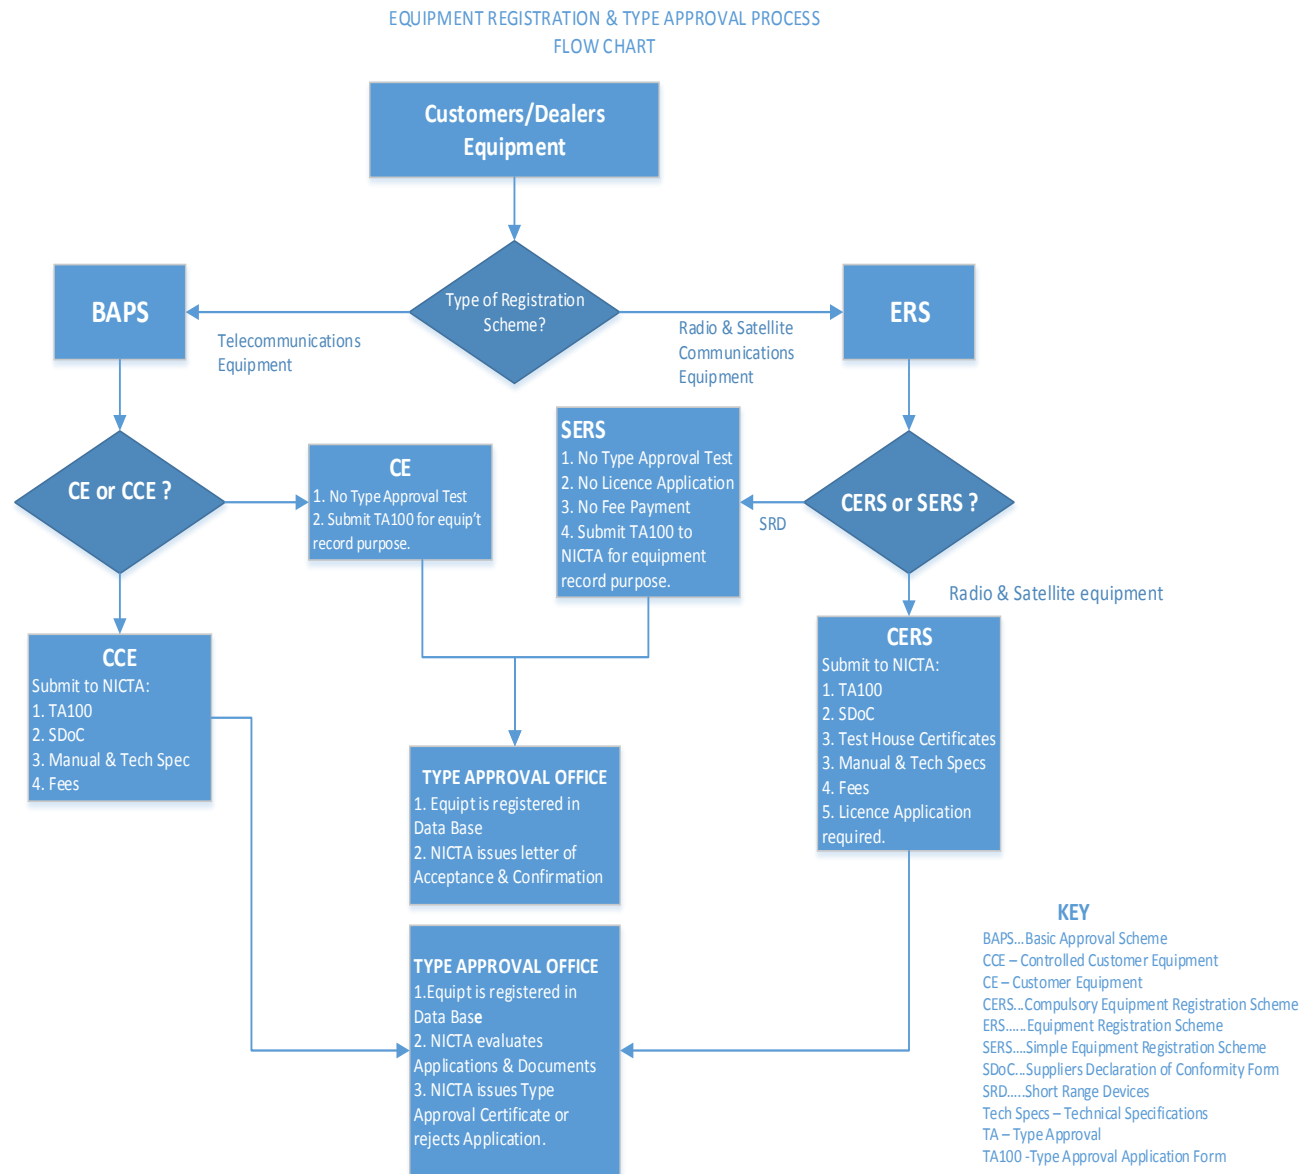 EQUIPMENT REGISTRATION & TYPE APPROVAL PROCESS
FLOW CHART
Customers/Dealers
Equipment
Type of Registration
Scheme?
BAPS
ERS
Telecommunications
Equipment
Radio & Satellite
Communications
Equipment
CE or CCE ?
CE
1. No Type Approval Test
2. Submit TA100 for equip’t
record purpose.
SERS
1. No Type Approval Test
2. No Licence Application
3. No Fee Payment
4. Submit TA100 to
NICTA for equipment
record purpose.
SRD
CERS or SERS ?
Radio & Satellite equipment
CCE
Submit to NICTA:
1. TA100
2. SDoC
3. Manual & Tech Spec
4. Fees
CERS
Submit to NICTA:
1. TA100
2. SDoC
3. Test House Certificates
3. Manual & Tech Specs
4. Fees
5. Licence Application
required.
TYPE APPROVAL OFFICE
1. Equipt is registered in
Data Base
2. NICTA issues letter of
Acceptance & Confirmation
TYPE APPROVAL OFFICE
1.Equipt is registered in
Data Base
2. NICTA evaluates
Applications & Documents
3. NICTA issues Type
Approval Certificate or
rejects Application.
KEY
BAPS...Basic Approval Scheme
CCE – Controlled Customer Equipment
CE – Customer Equipment
CERS...Compulsory Equipment Registration Scheme
ERS......Equipment Registration Scheme
SERS....Simple Equipment Registration Scheme
SDoC...Suppliers Declaration of Conformity Form
SRD.....Short Range Devices
Tech Specs – Technical Specifications
TA – Type Approval
TA100 -Type Approval Application Form